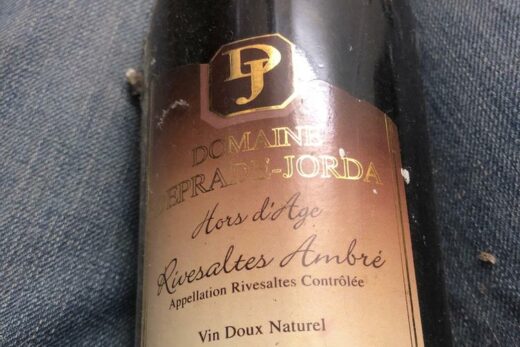 DJ
DOMAINE
DEPRADE-JORDA
Hors d'Age
Rivesaltes Ambré
Appellation Rivesaltes Contrôlée
Vin Doux Naturel